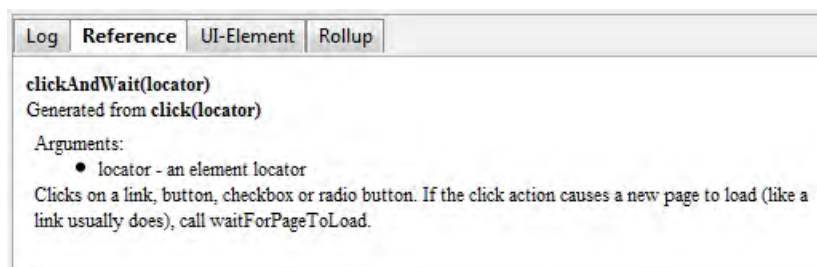 Log Reference UI-Element Rollup
clickAndWait(locator)
Generated from click(locator)
Arguments:
• locator - an element locator
Clicks on a link, button, checkbox or radio button. If the click action causes a new page to load (like a
link usually does), call waitForPageToLoad.